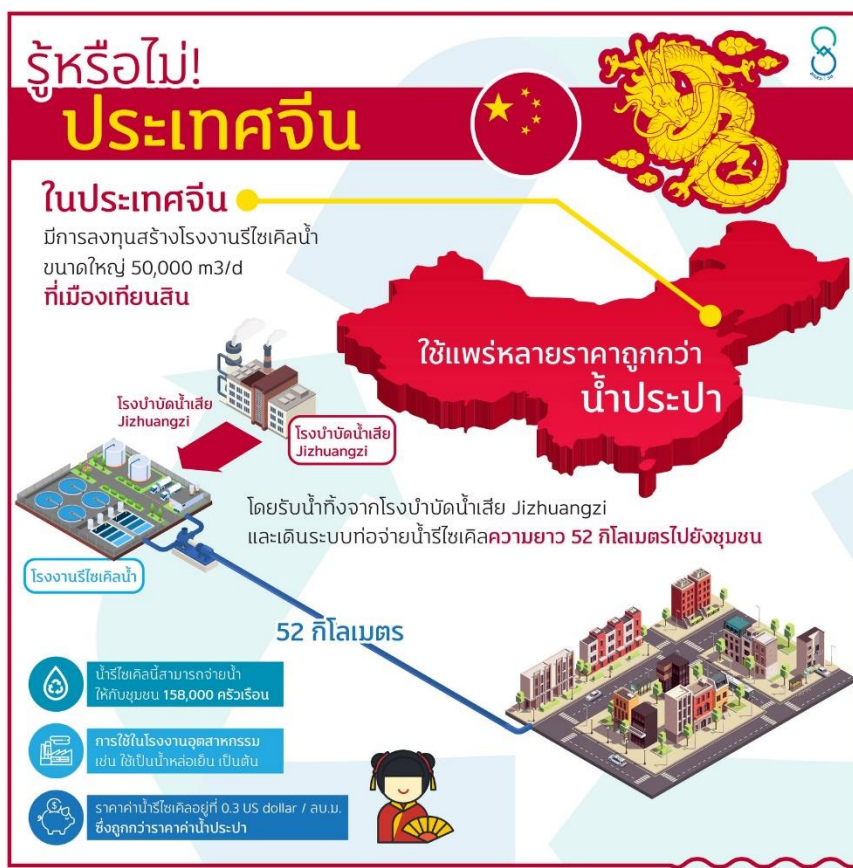 รู้หรือไม่!
ประเทศจีน
ในประเทศจีน
มีการลงทุนสร้างโรงงานรีไซเคิลน้ำ
ขนาดใหญ่ 50,000 m3/d
ที่เมืองเทียนสิน
ใช้แพร่หลายราคาถูกกว่า
น้ำประปา
โรงบำบัดน้ำเสีย
Jizhuangzi
โรงบำบัดน้ำเสีย
Jizhuangzi
โดยรับน้ำทิ้งจากโรงบำบัดน้ำเสีย Jizhuangzi
และเดินระบบท่อจ่ายน้ำรีไซเคิลความยาว 52 กิโลเมตรไปยังชุมชน
โรงงานรีไซเคิลน้ำ
52 กิโลเมตร
น้ำรีไซเคิลนี้สามารถจ่ายน้ำ
ให้กับชุมชน 158,000 ครัวเรือน
การใช้ในโรงงานอุตสาหกรรม
เช่น ใช้เป็นน้ำหล่อเย็น เป็นต้น
ราคาค่าน้ำรีไซเคิลอยู่ที่ 0.3 US dollar / ลบ.ม.
ซึ่งถูกกว่าราคาค่าน้ำประปา